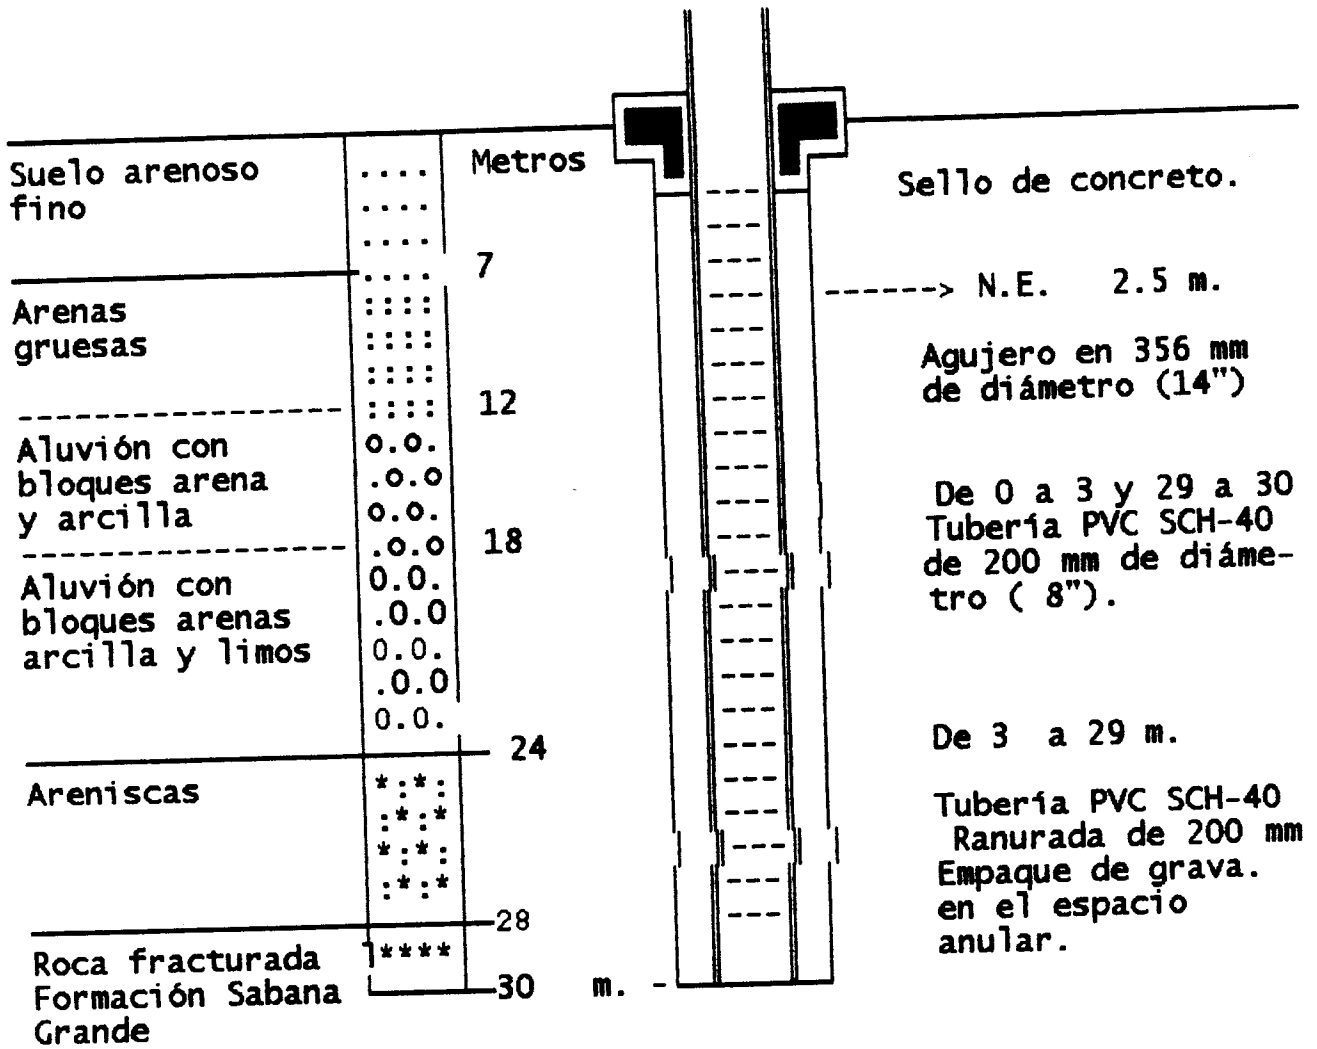 Suelo arenoso
fino
Metros
7
Arenas
gruesas
12
Aluvión con
bloques arena
y arcilla
18
Aluvión con
bloques arenas
arcilla y limos
24
Areniscas
28
Roca fracturada
Formación Sabana
Grande
30 m.
Sello de concreto.
N.E. 2.5 m.
Agujero en 356 mm
de diámetro (14")
De 0 a 3 y 29 a 30
Tubería PVC SCH-40
de 200 mm de diáme-
tro ( 8").
De 3 a 29 m.
Tubería PVC SCH-40
Ranurada de 200 mm
Empaque de grava.
en el espacio
anular.